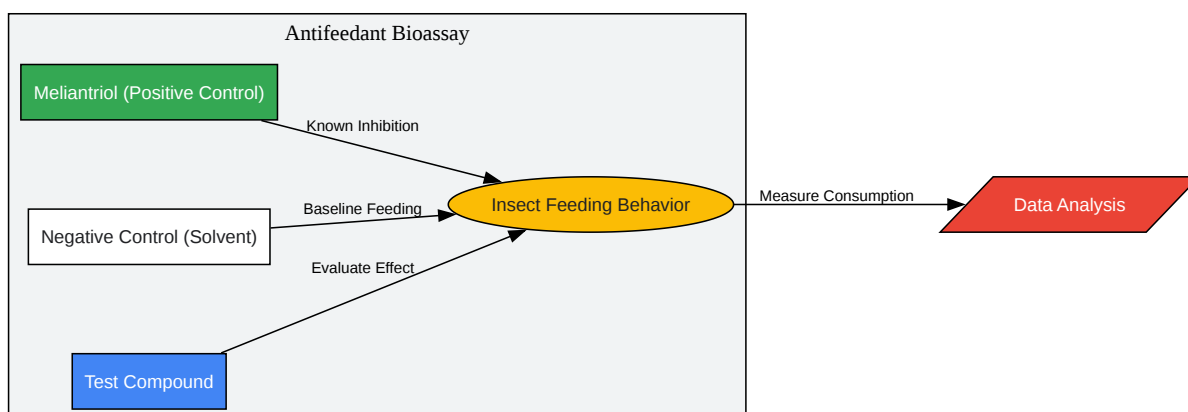 Antifeedant Bioassay
Meliantriol (Positive Control)
Known Inhibition
Negative Control (Solvent)
Baseline Feeding
Insect Feeding Behavior
Measure Consumption
Data Analysis
Evaluate Effect
Test Compound